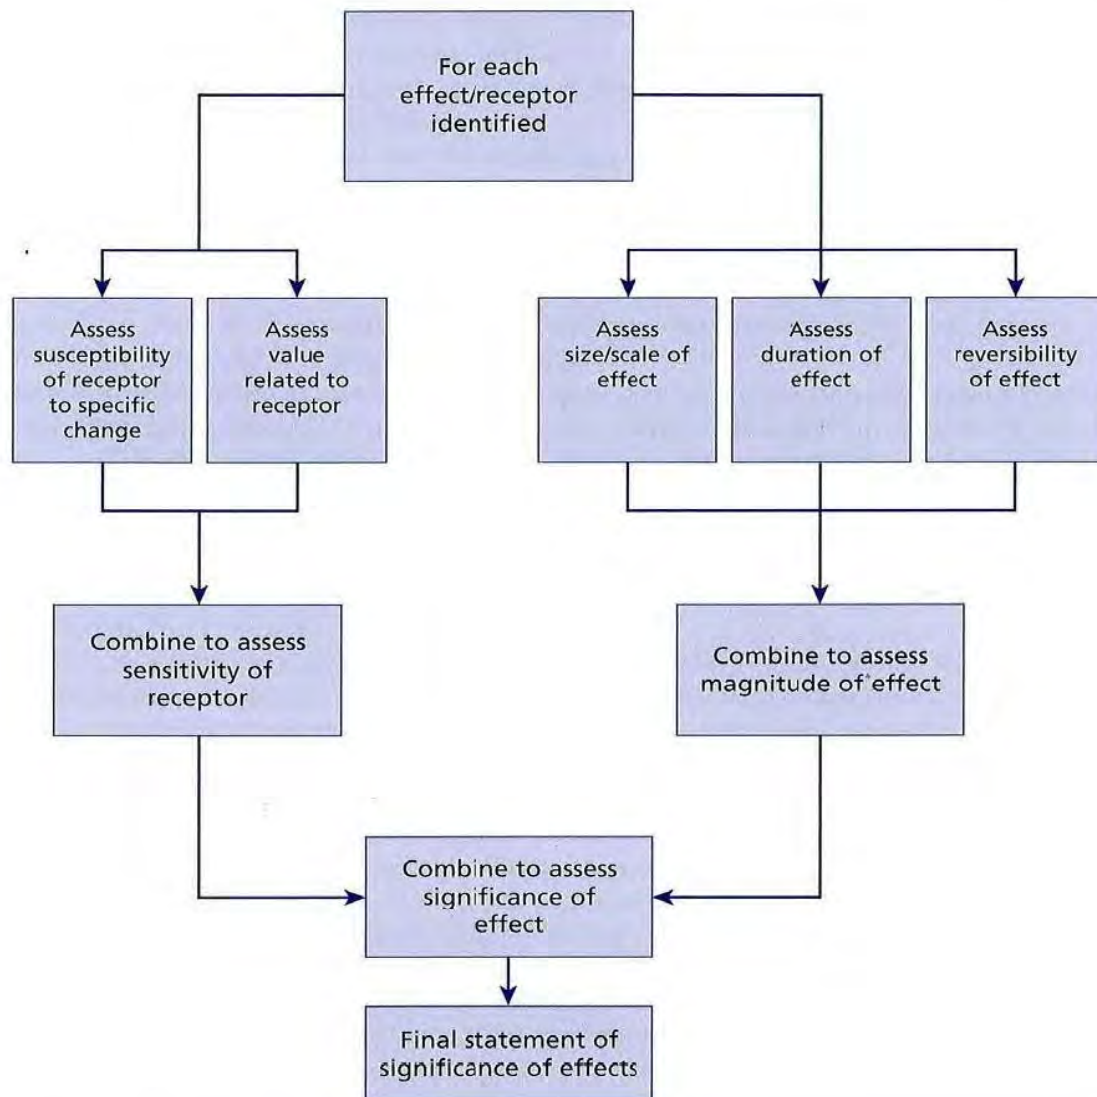 For each
effect/receptor
identified
Assess
susceptibility
of receptor
to specific
change
Assess
value
related to
receptor
Assess
size/scale of
effect
Assess
duration of
effect
Assess
reversibility
of effect
Combine to assess
sensitivity of
receptor
Combine to assess
magnitude of effect
Combine to assess
significance of
effect
Final statement of
significance of effects